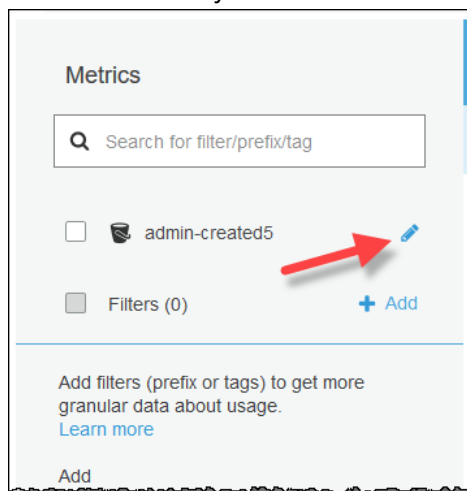 Metrics
Search for filter/prefix/tag
admin-created5
Filters (0)
Add
Add filters (prefix or tags) to get more
granular data about usage.
Learn more
Add